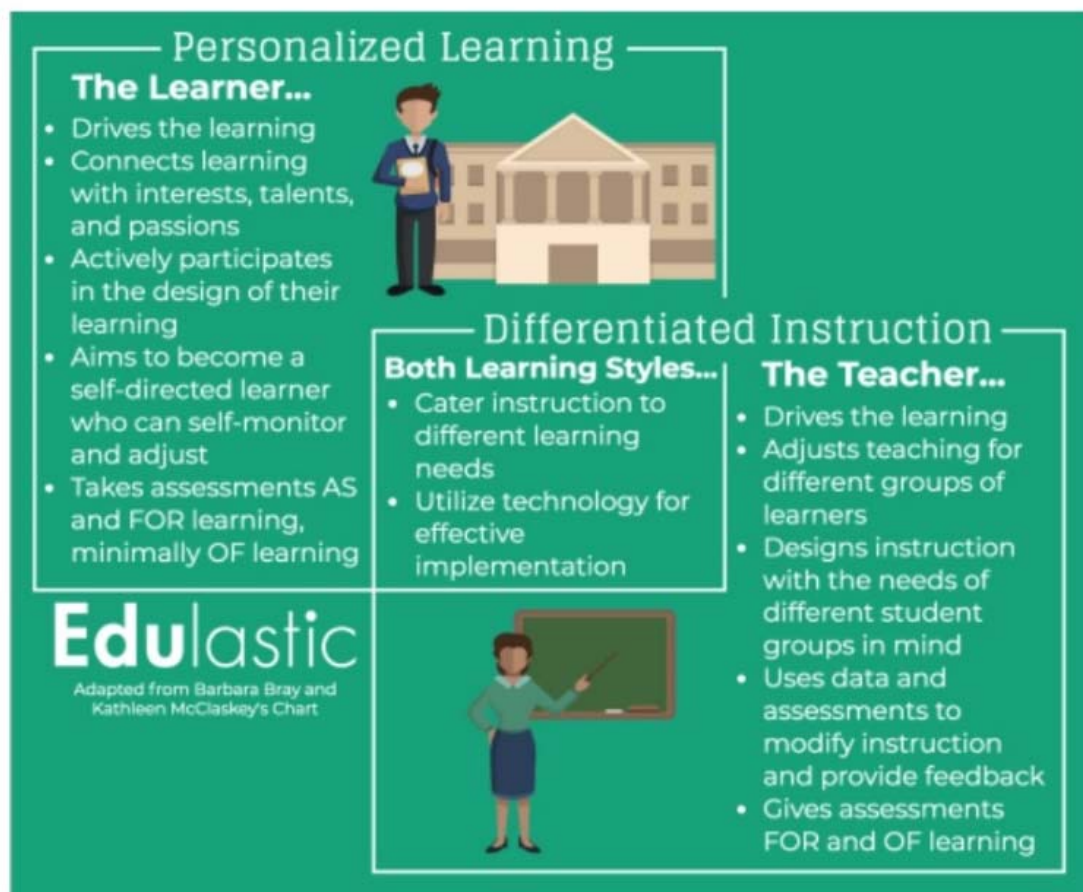 Personalized Learning
The Learner...
• Drives the learning
• Connects learning
with interests, talents,
and passions
• Actively participates
in the design of their
learning
• Aims to become a
self-directed learner
who can self-monitor
and adjust
• Takes assessments AS
and FOR learning,
minimally OF learning
Differentiated Instruction
Both Learning Styles...
• Cater instruction to
different learning
needs
• Utilize technology for
effective
implementation
The Teacher...
• Drives the learning
• Adjusts teaching for
different groups of
learners
• Designs instruction
with the needs of
different student
groups in mind
• Uses data and
assessments to
modify instruction
and provide feedback
• Gives assessments
FOR and OF learning
Edulastic
Adapted from Barbara Bray and
Kathleen McClaskey's Chart